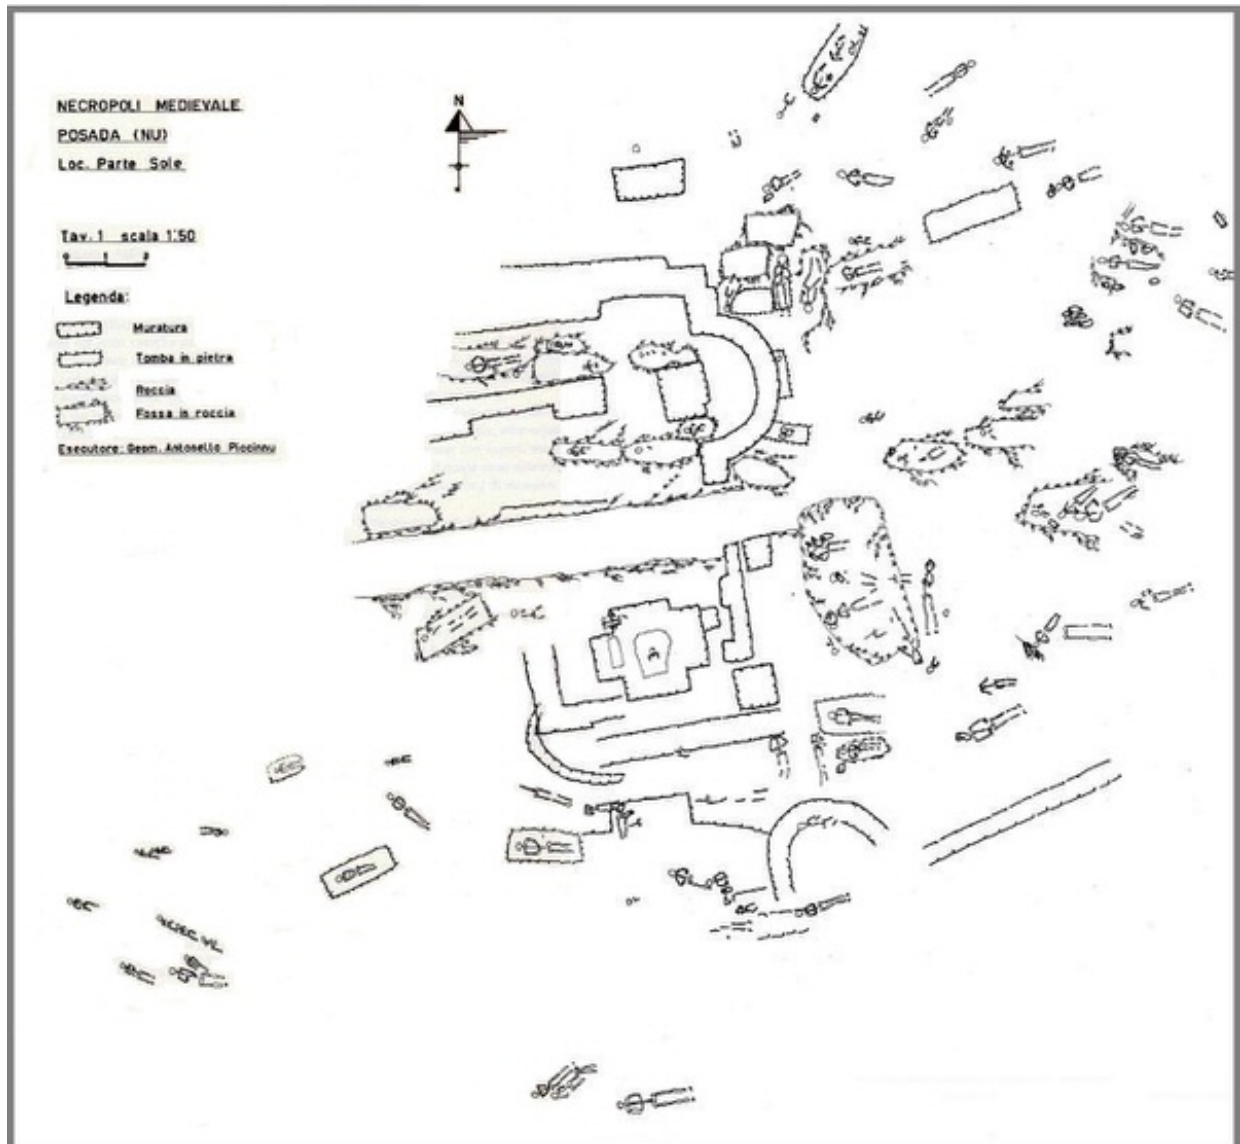 NECROPOLI MEDIEVALE
POSADA (NU)
Loc. Parte Sole
N
Tav. 1 scala 1:50
Legenda:
Muratura
Tomba in pietra
Roccia
Fossa in roccia
Esecutore: Geom. Antonello Piccinnu